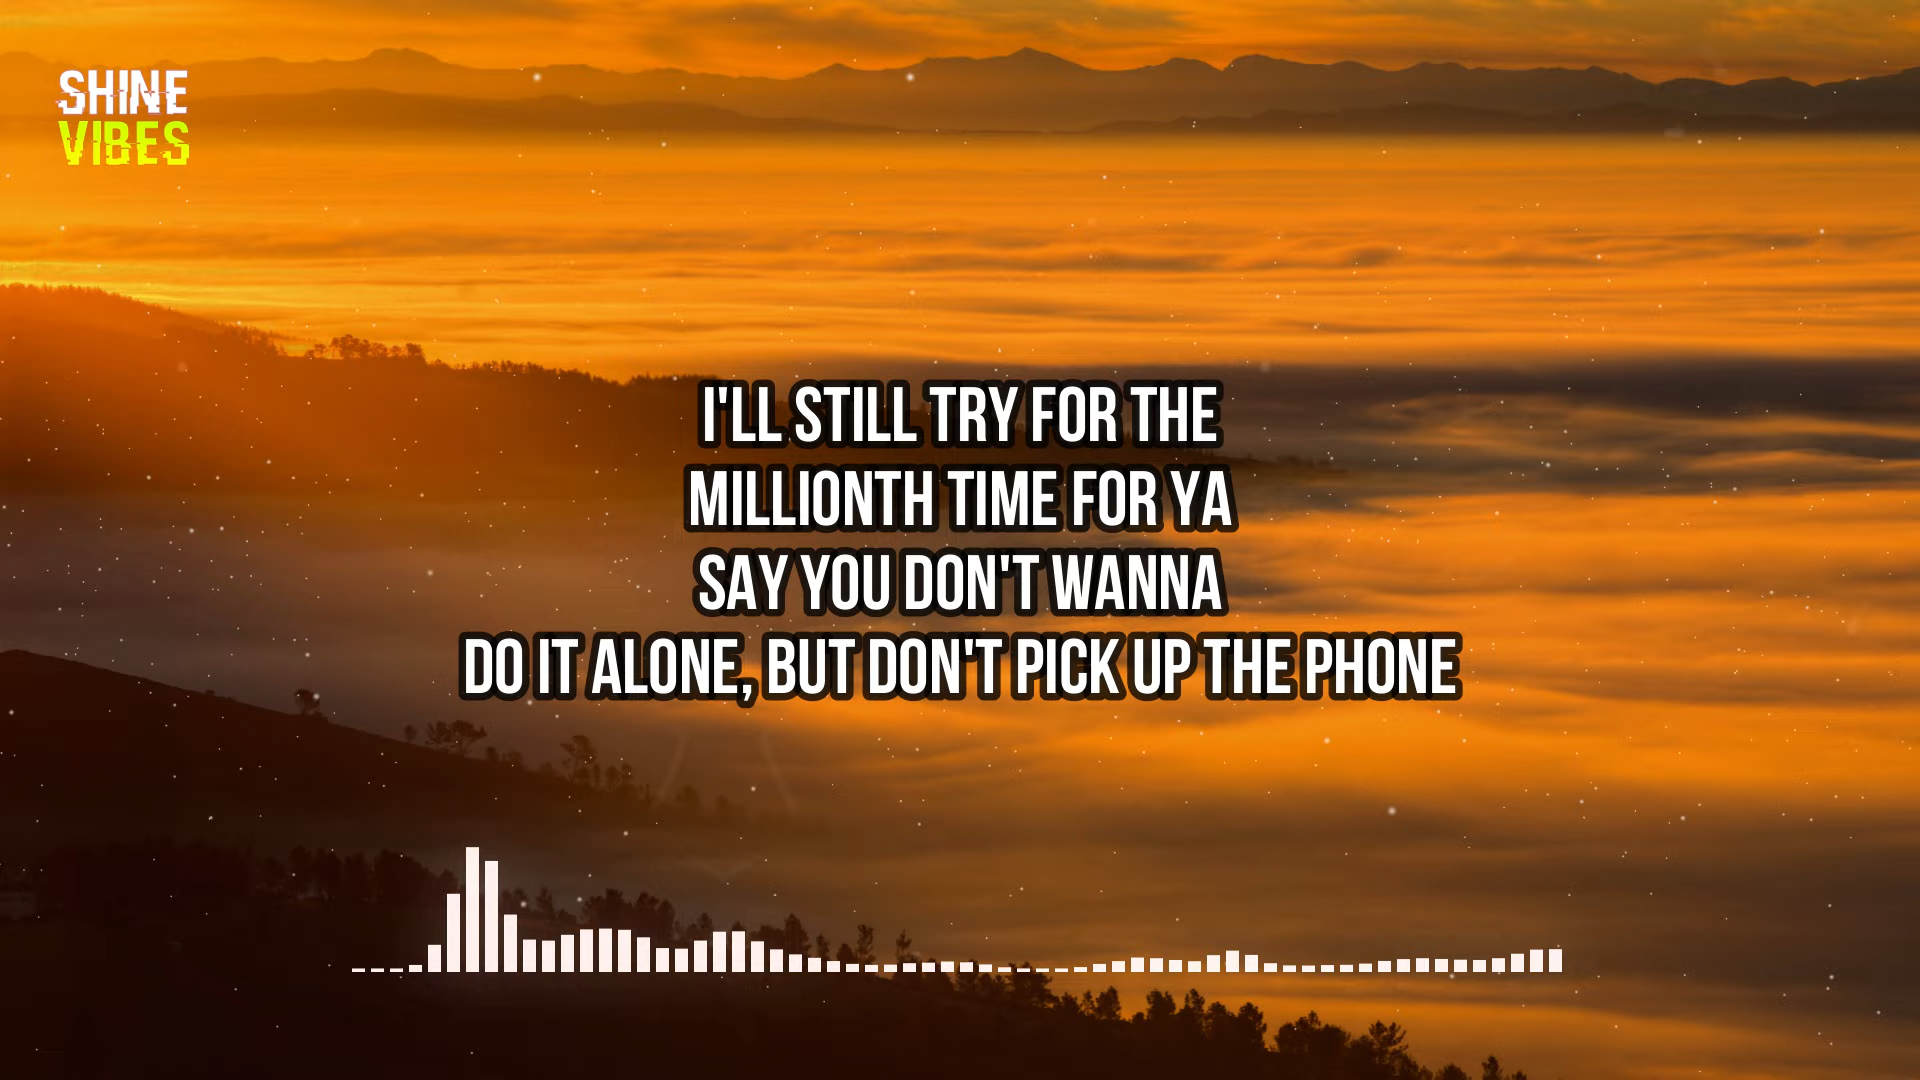 SHINE
VIBES
I'LL STILL TRY FOR THE
MILLIONTH TIME FOR YA
SAY YOU DON'T WANNA
DO IT ALONE, BUT DON'T PICK UP THE PHONE